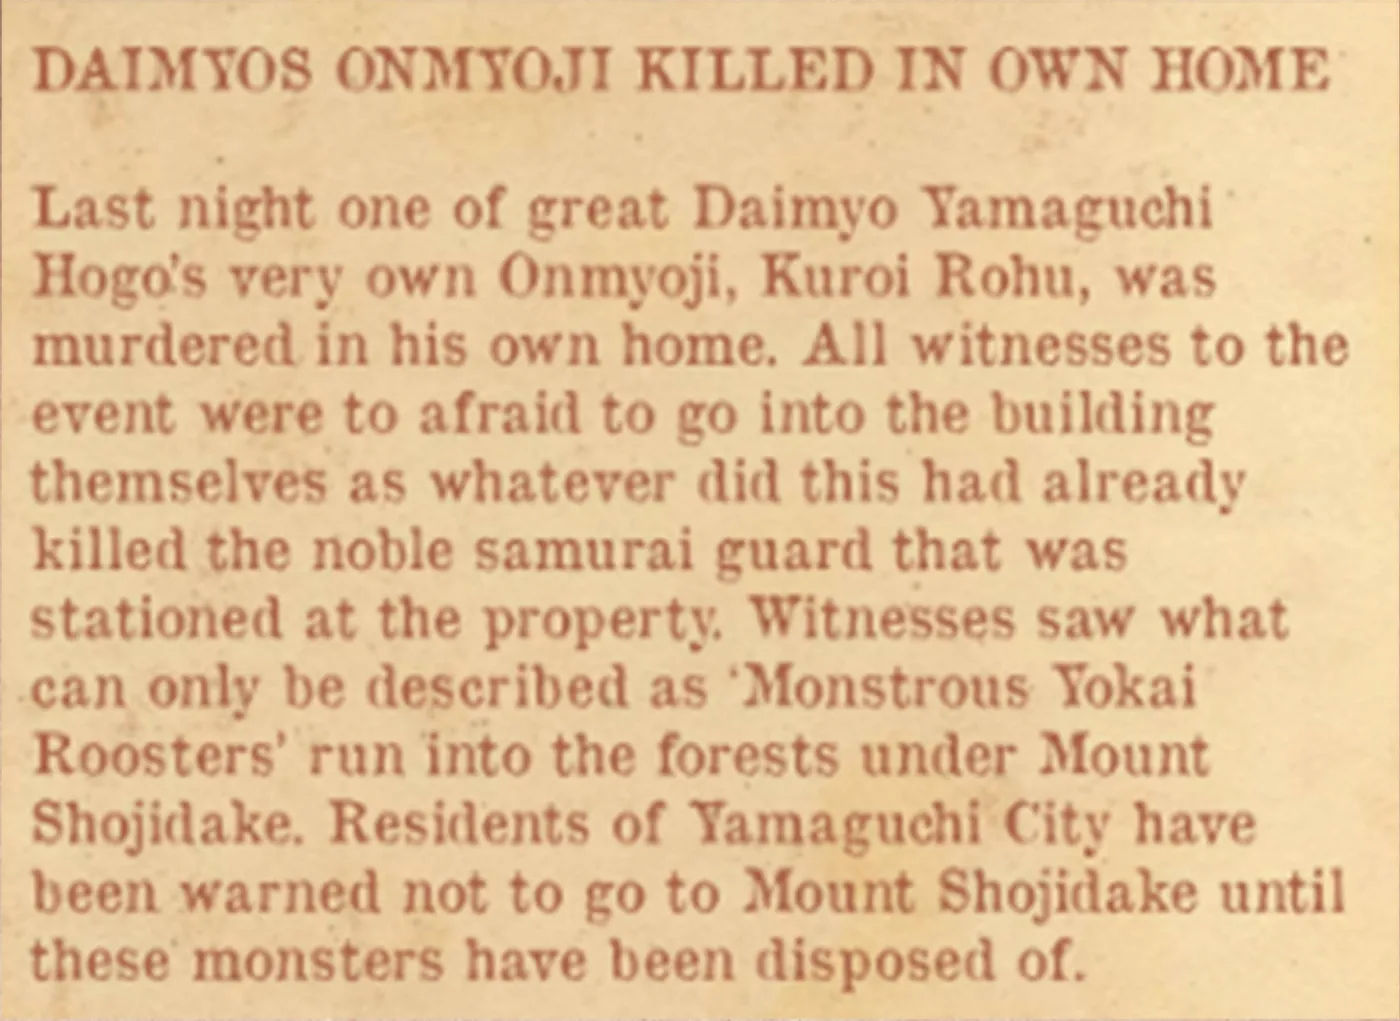 DAIMYOS ONMYOJI KILLED IN OWN HOME
Last night one of great Daimyo Yamaguchi
Hogo's very own Onmyoji, Kuroi Rohu, was
murdered in his own home. All witnesses to the
event were to afraid to go into the building
themselves as whatever did this had already
killed the noble samurai guard that was
stationed at the property. Witnesses saw what
can only be described as 'Monstrous Yokai
Roosters' run into the forests under Mount
Shojidake. Residents of Yamaguchi City have
been warned not to go to Mount Shojidake until
these monsters have been disposed of.